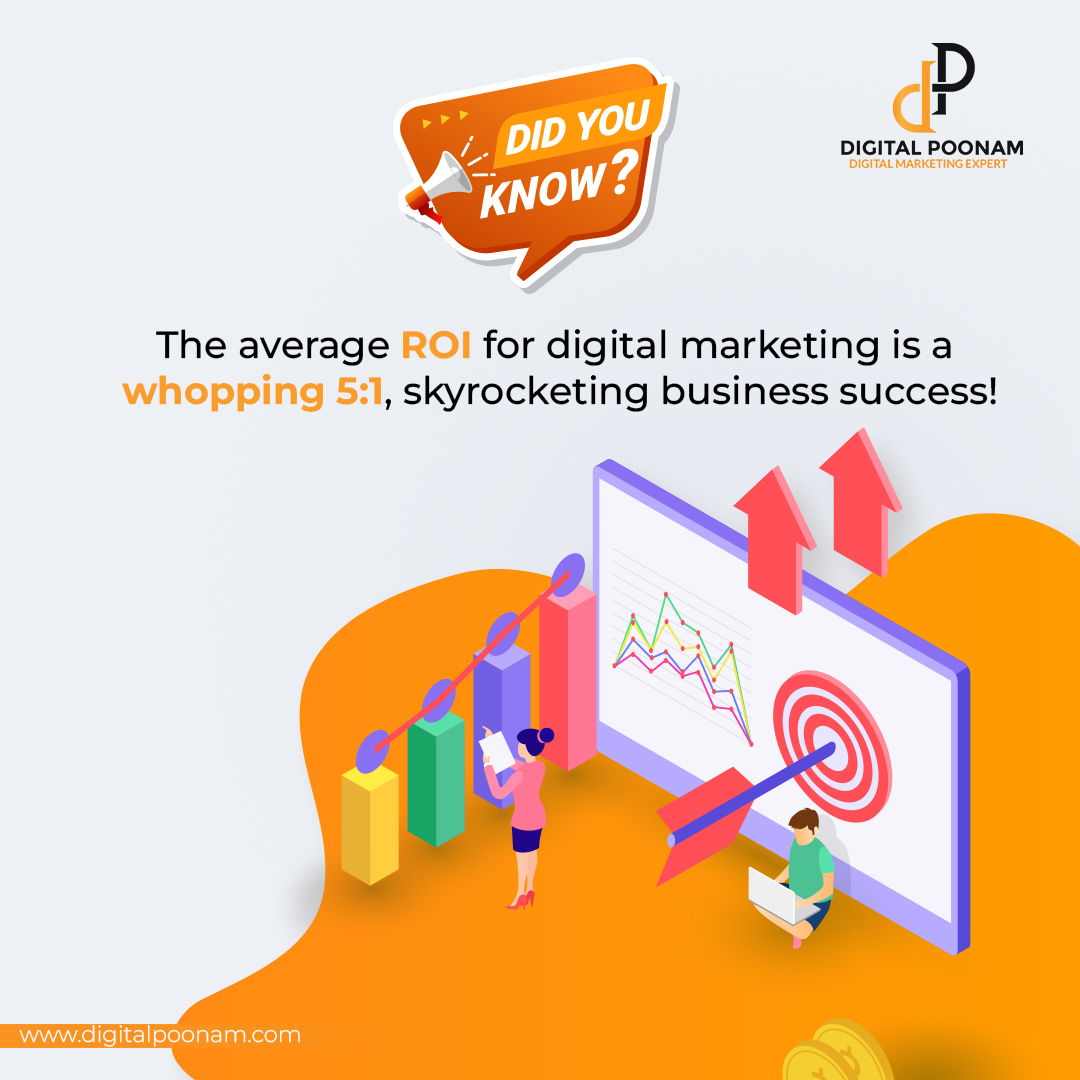 DIGITAL POONAM
DIGITAL MARKETING EXPERT
DID YOU
KNOW?
The average ROI for digital marketing is a
whopping 5:1, skyrocketing business success!
www.digitalpoonam.com